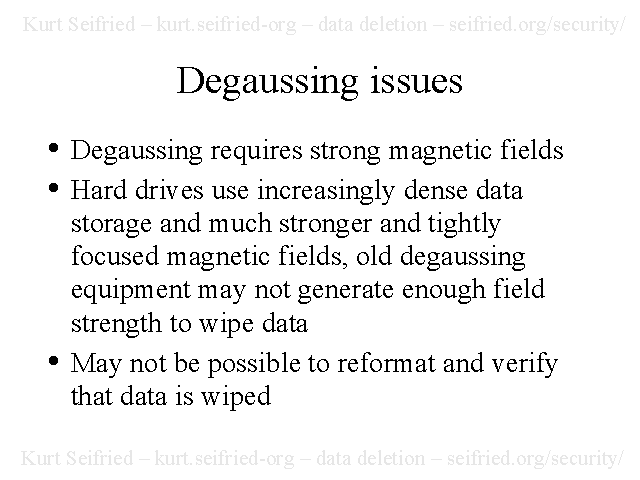 Kurt Seifried – kurt.seifried-org – data deletion – seifried.org/security/
Degaussing issues
• Degaussing requires strong magnetic fields
• Hard drives use increasingly dense data
storage and much stronger and tightly
focused magnetic fields, old degaussing
equipment may not generate enough field
strength to wipe data
• May not be possible to reformat and verify
that data is wiped
Kurt Seifried – kurt.seifried-org – data deletion – seifried.org/security/